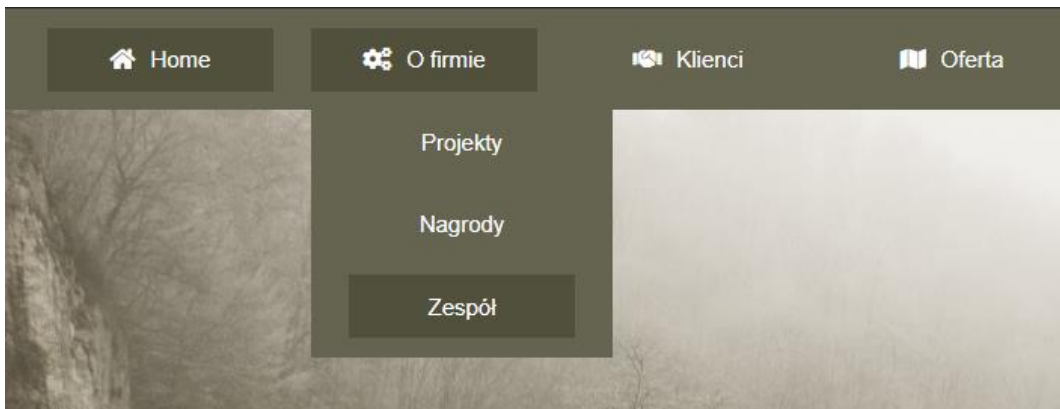 Home
O firmie
Klienci
Oferta
Projekty
Nagrody
Zespół